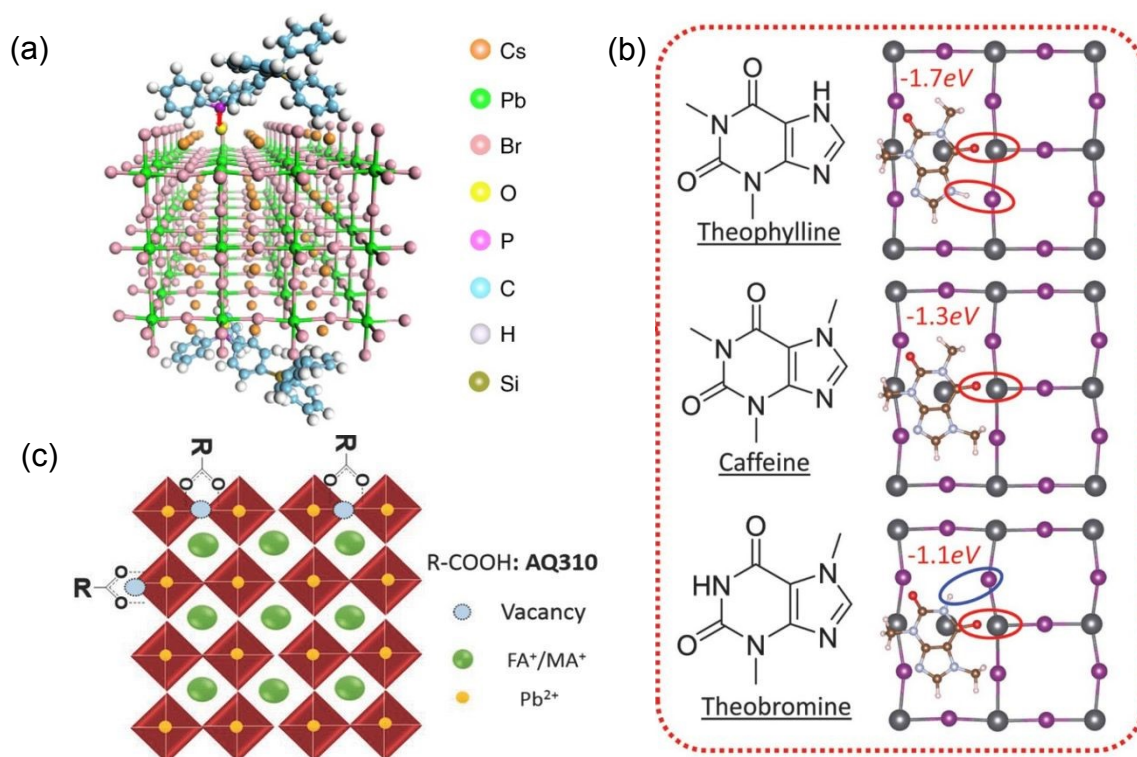 (a)
Cs
Pb
Br
O
P
C
H
Si
(b)
O
H
N
N
O
N
N
Theophylline
-1.7eV
O
N
N
O
N
N
Caffeine
-1.3eV
O
HN
N
O
N
N
Theobromine
-1.1eV
(c)
R
R
O
O
O
O
R
O
O
R-COOH: AQ310
Vacancy
FA⁺/MA⁺
Pb²⁺